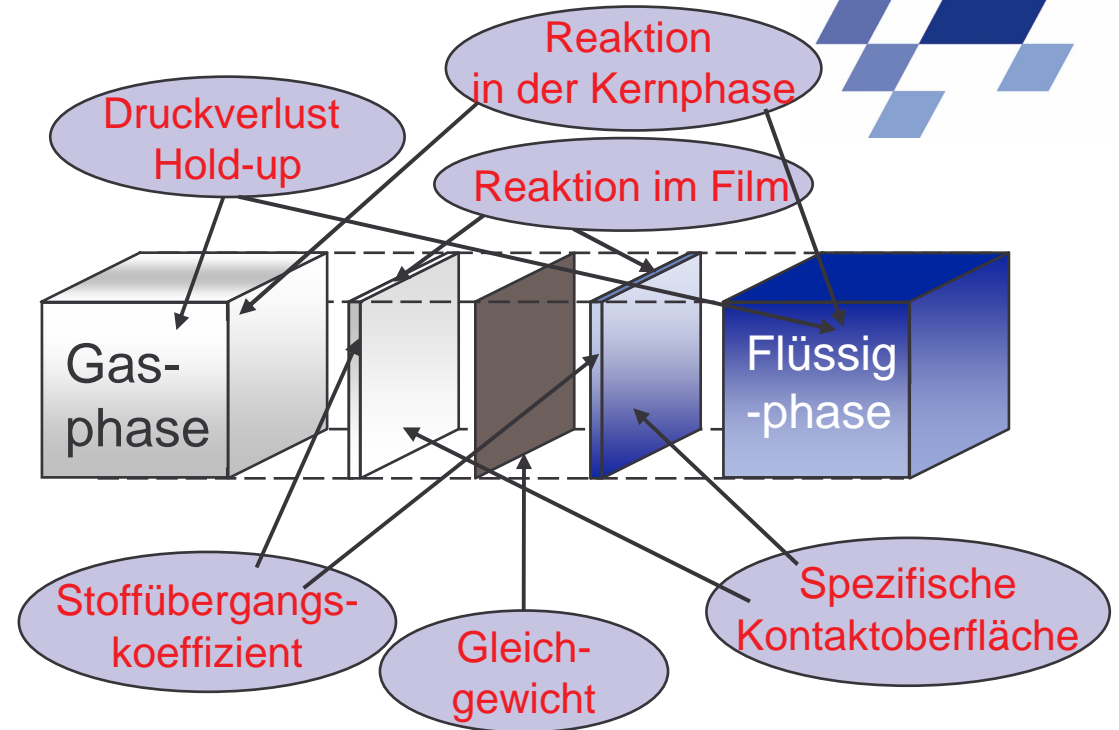 Reaktion
in der Kernphase
Druckverlust
Hold-up
Reaktion im Film
Gas-
phase
Flüssig
-phase
Stoffübergangs-
koeffizient
Gleich-
gewicht
Spezifische
Kontaktoberfläche